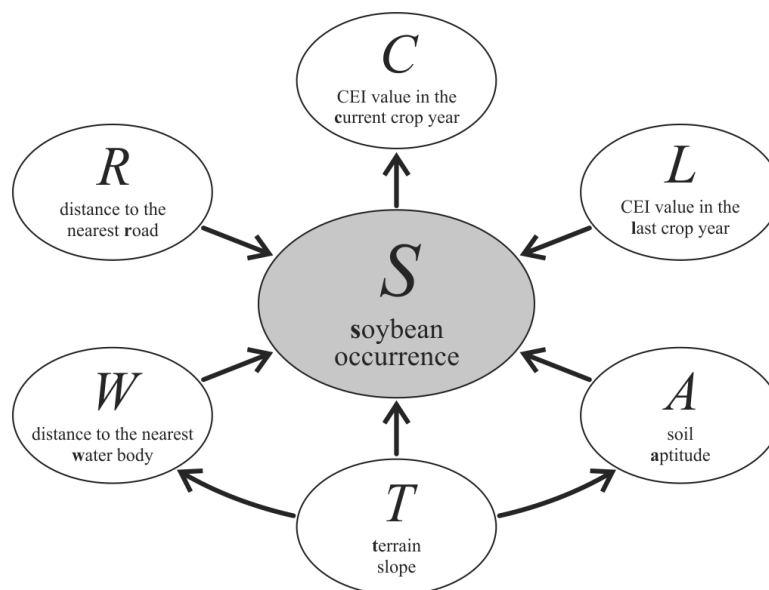 C
CEI value in the
current crop year
R
distance to the
nearest road
L
CEI value in the
last crop year
S
soybean
occurrence
W
distance to the nearest
water body
A
soil
aptitude
T
terrain
slope